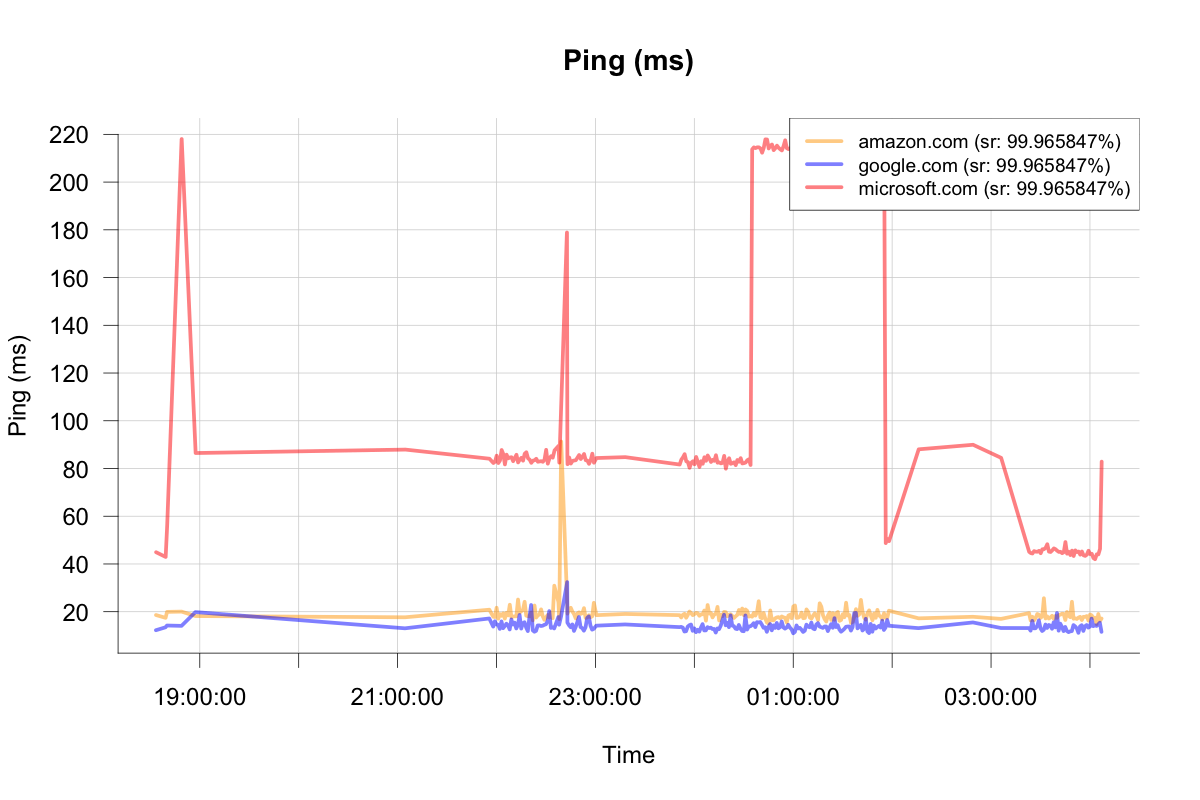 Ping (ms)
amazon.com (sr: 99.965847%)
google.com (sr: 99.965847%)
microsoft.com (sr: 99.965847%)
220
200
180
160
140
120
100
80
60
40
20
Ping (ms)
19:00:00 21:00:00 23:00:00 01:00:00 03:00:00
Time